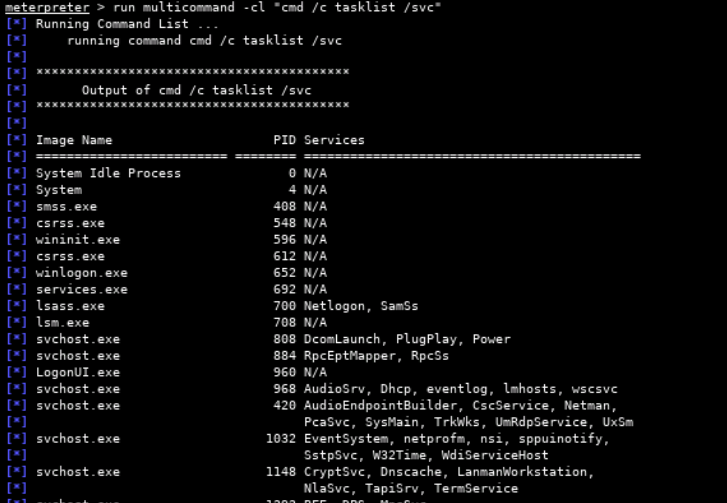 meterpreter > run multicommand -cl "cmd /c tasklist /svc"
[*] Running Command List ...
[*]     running command cmd /c tasklist /svc
[*]
[*] *****************************************
[*]       Output of cmd /c tasklist /svc
[*] *****************************************
[*]
[*] Image Name                     PID Services
[*] ========================= ======== ============================================
[*] System Idle Process              0 N/A
[*] System                           4 N/A
[*] smss.exe                       408 N/A
[*] csrss.exe                      548 N/A
[*] wininit.exe                    596 N/A
[*] csrss.exe                      612 N/A
[*] winlogon.exe                   652 N/A
[*] services.exe                   692 N/A
[*] lsass.exe                      700 Netlogon, SamSs
[*] lsm.exe                        708 N/A
[*] svchost.exe                    808 DcomLaunch, PlugPlay, Power
[*] svchost.exe                    884 RpcEptMapper, RpcSs
[*] LogonUI.exe                    960 N/A
[*] svchost.exe                    968 AudioSrv, Dhcp, eventlog, lmhosts, wscsvc
[*] svchost.exe                    420 AudioEndpointBuilder, CscService, Netman,
[*]                                    PcaSvc, SysMain, TrkWks, UmRdpService, UxSm
[*] svchost.exe                   1032 EventSystem, netprofm, nsi, sppuinotify,
[*]                                    SstpSvc, W32Time, WdiServiceHost
[*] svchost.exe                   1148 CryptSvc, Dnscache, LanmanWorkstation,
[*]                                    NlaSvc, TapiSrv, TermService